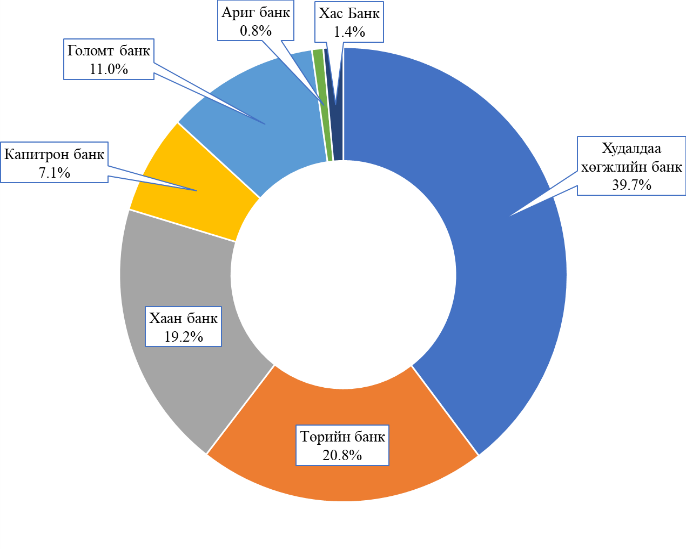 Ариг банк
0.8%
Хас Банк
1.4%
Голомт банк
11.0%
Худалдаа
хөгжлийн банк
39.7%
Капитрон банк
7.1%
Хаан банк
19.2%
Төрийн банк
20.8%